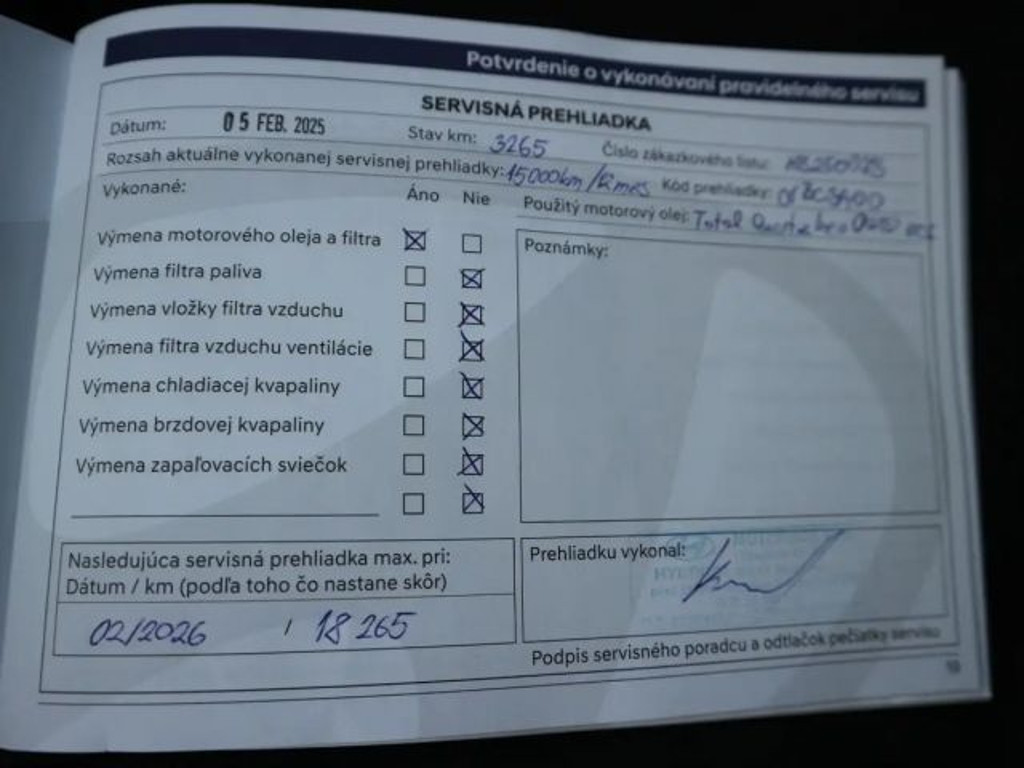 Potvrdenie o vykonávaní pravidelného servisu
SERVISNÁ PREHLIADKA
Dátum: 05 FEB. 2025 Stav km: 3265 Číslo zákazkového listu:
Rozsah aktuálne vykonanej servisnej prehliadky: 15000km/12mes Kód prehliadky:
Vykonané: Áno Nie Použitý motorový olej: Total
Výmena motorového oleja a filtra
Poznámky:
Výmena filtra paliva
Výmena vložky filtra vzduchu
Výmena filtra vzduchu ventilácie
Výmena chladiacej kvapaliny
Výmena brzdovej kvapaliny
Výmena zapaľovacích sviečok
Nasledujúca servisná prehliadka max. pri:
Dátum / km (podľa toho čo nastane skôr)
02/2026 / 18 265
Prehliadku vykonal:
Podpis servisného poradcu a odtlačok pečiatky servisu